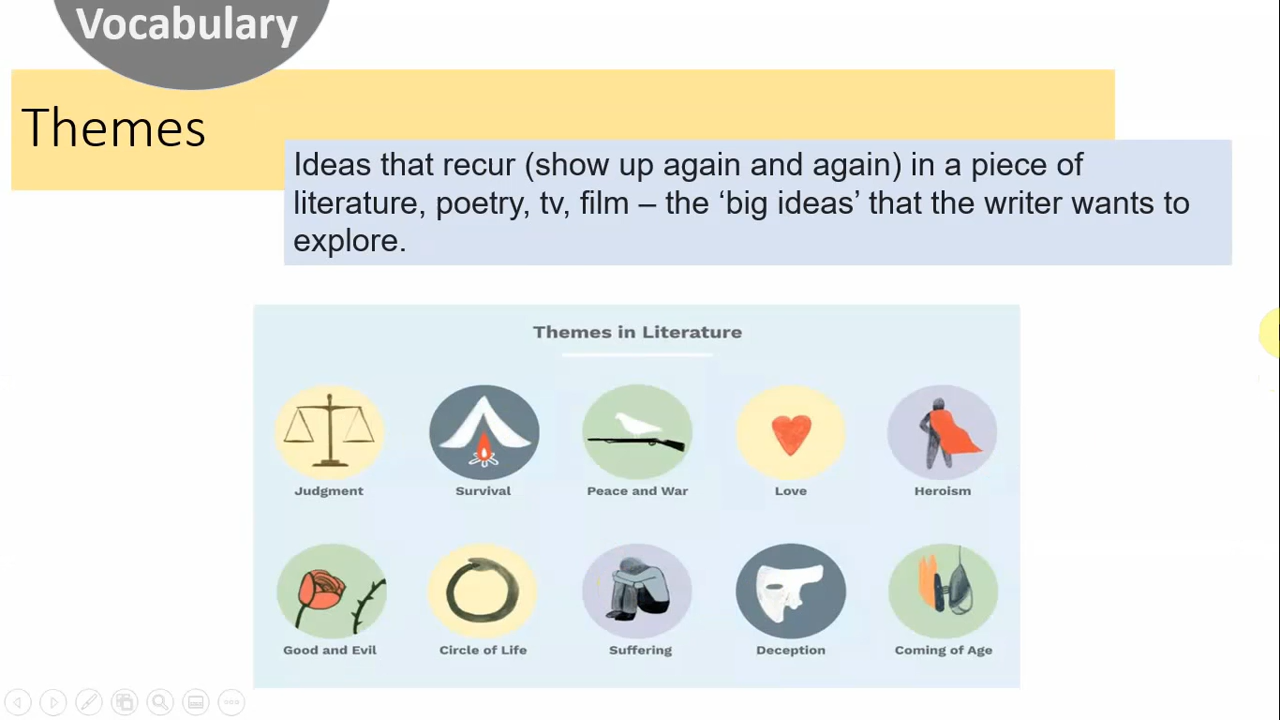 Vocabulary
Themes
Ideas that recur (show up again and again) in a piece of
literature, poetry, tv, film – the ‘big ideas’ that the writer wants to
explore.
Themes in Literature
Judgment
Survival
Peace and War
Love
Heroism
Good and Evil
Circle of Life
Suffering
Deception
Coming of Age